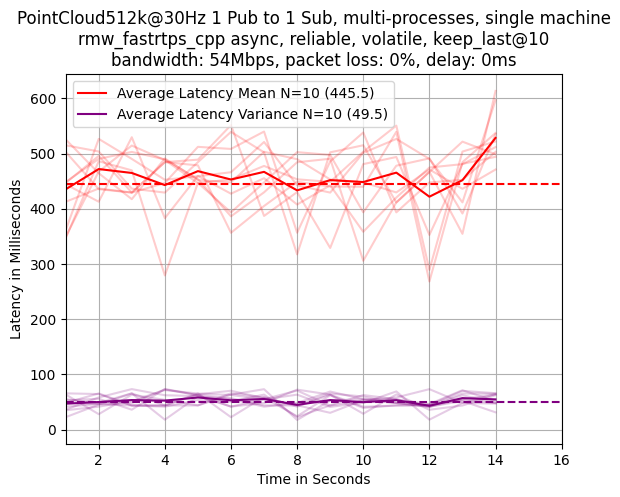 PointCloud512k@30Hz 1 Pub to 1 Sub, multi-processes, single machine
rmw_fastrtps_cpp async, reliable, volatile, keep_last@10
bandwidth: 54Mbps, packet loss: 0%, delay: 0ms
Average Latency Mean N=10 (445.5)
Average Latency Variance N=10 (49.5)
Latency in Milliseconds
600
500
400
300
200
100
0
2 4 6 8 10 12 14 16
Time in Seconds